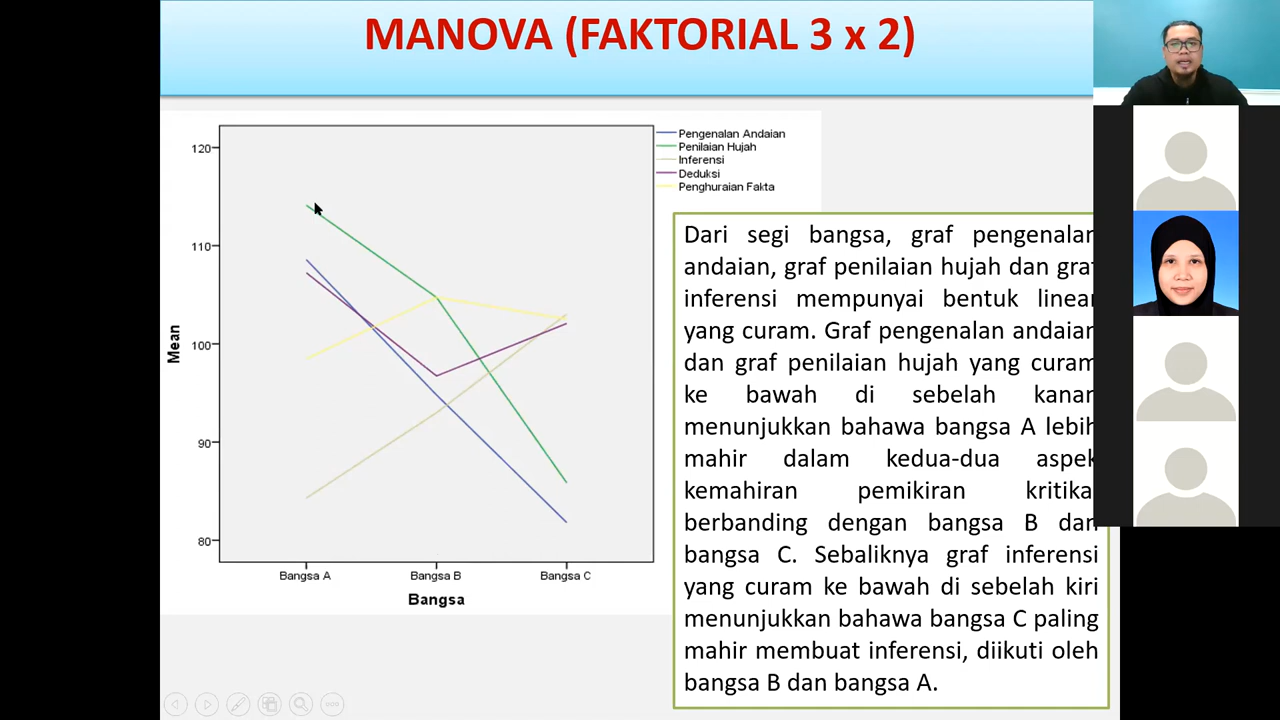 MANOVA (FAKTORIAL 3 x 2)
120
110
100
90
80
Mean
Bangsa A
Bangsa B
Bangsa C
Bangsa
Pengenalan Andaian
Penilaian Hujah
Inferensi
Deduksi
Penghuraian Fakta
Dari segi bangsa, graf pengenalan
andaian, graf penilaian hujah dan graf
inferensi mempunyai bentuk linear
yang curam. Graf pengenalan andaian
dan graf penilaian hujah yang curam
ke bawah di sebelah kanan
menunjukkan bahawa bangsa A lebih
mahir dalam kedua-dua aspek
kemahiran pemikiran kritikal
berbanding dengan bangsa B dan
bangsa C. Sebaliknya graf inferensi
yang curam ke bawah di sebelah kiri
menunjukkan bahawa bangsa C paling
mahir membuat inferensi, diikuti oleh
bangsa B dan bangsa A.